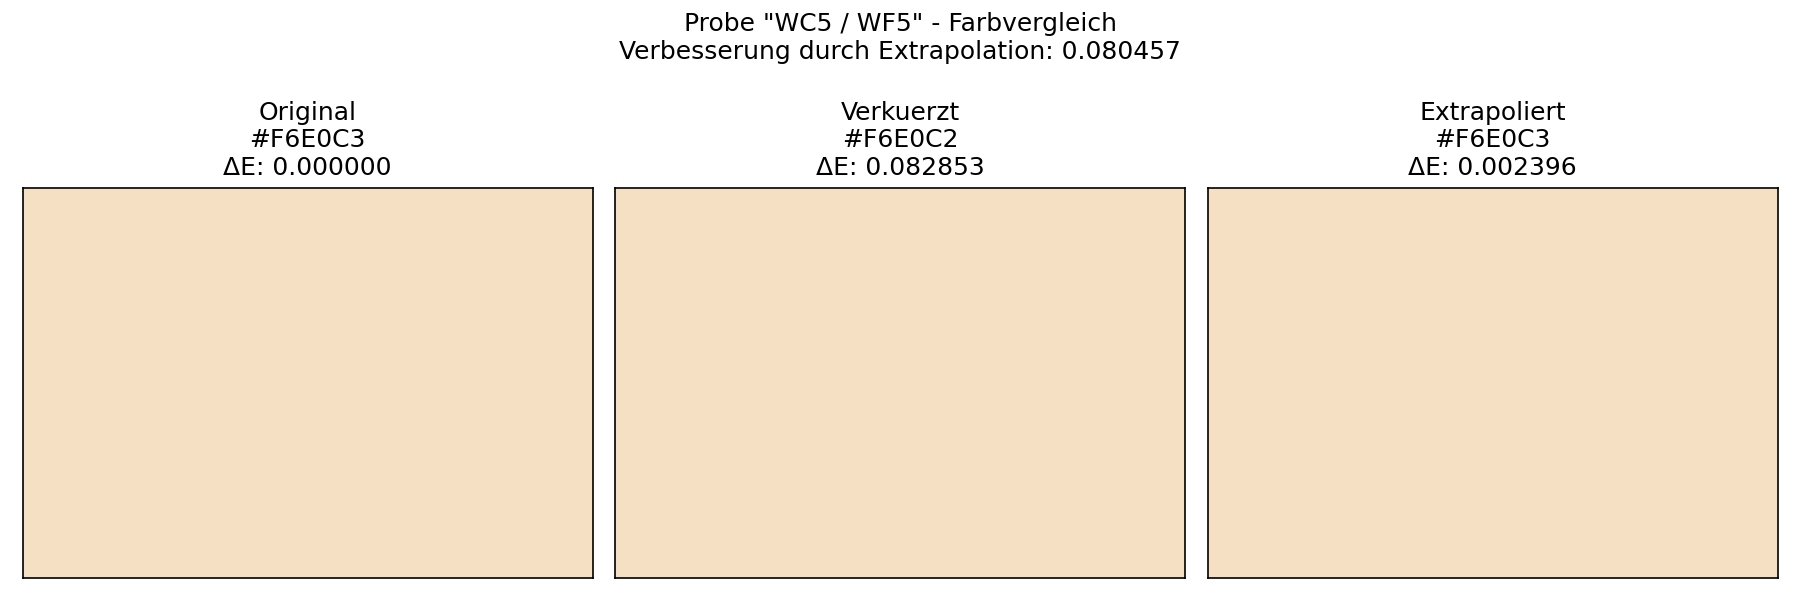 Probe "WC5 / WF5" - Farbvergleich
Verbesserung durch Extrapolation: 0.080457
Original
#F6E0C3
ΔE: 0.000000
Verkuerzt
#F6E0C2
ΔE: 0.082853
Extrapoliert
#F6E0C3
ΔE: 0.002396